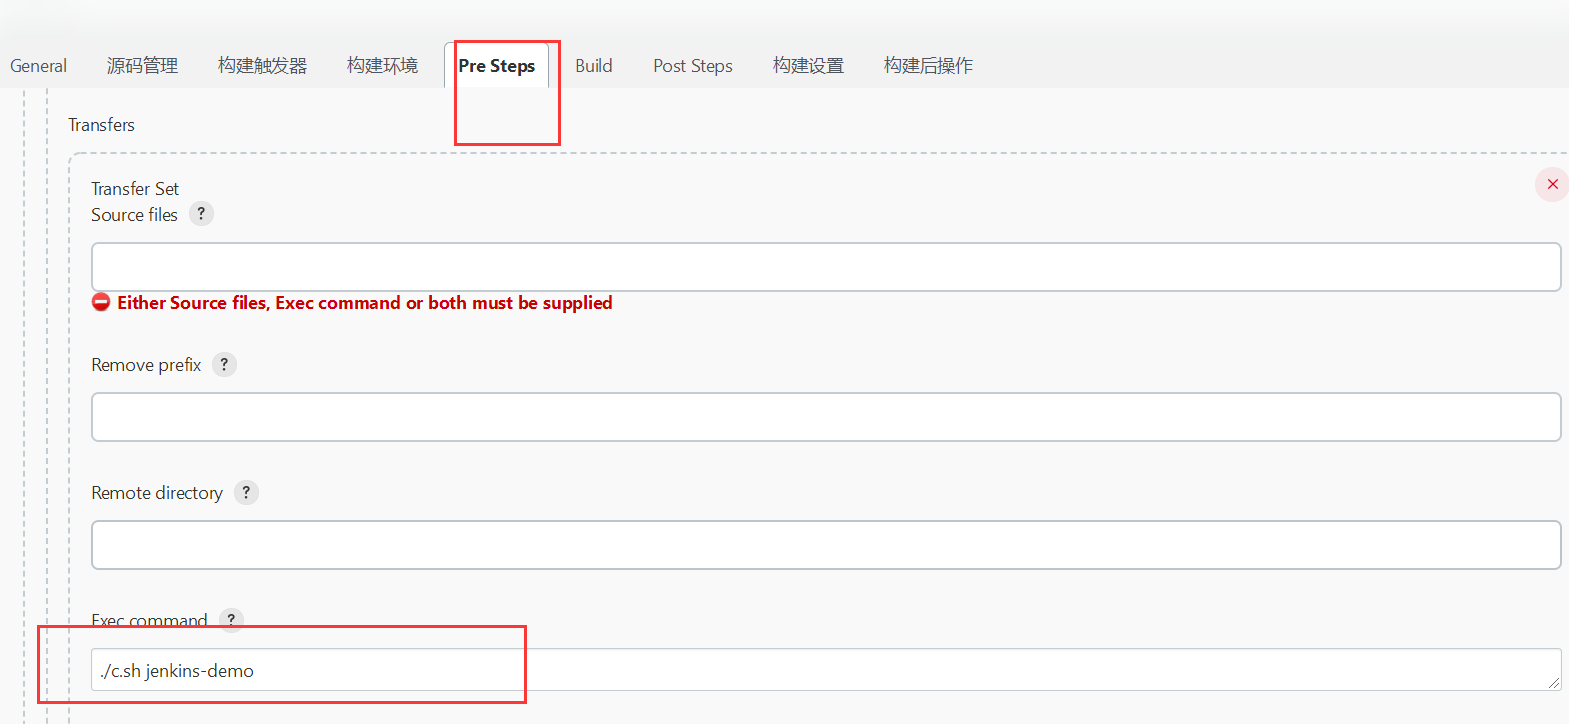 General 源码管理 构建触发器 构建环境 Pre Steps Build Post Steps 构建设置 构建后操作
Transfers
Transfer Set
Source files ?
Either Source files, Exec command or both must be supplied
Remove prefix ?
Remote directory ?
Exec command ?
./c.sh jenkins-demo